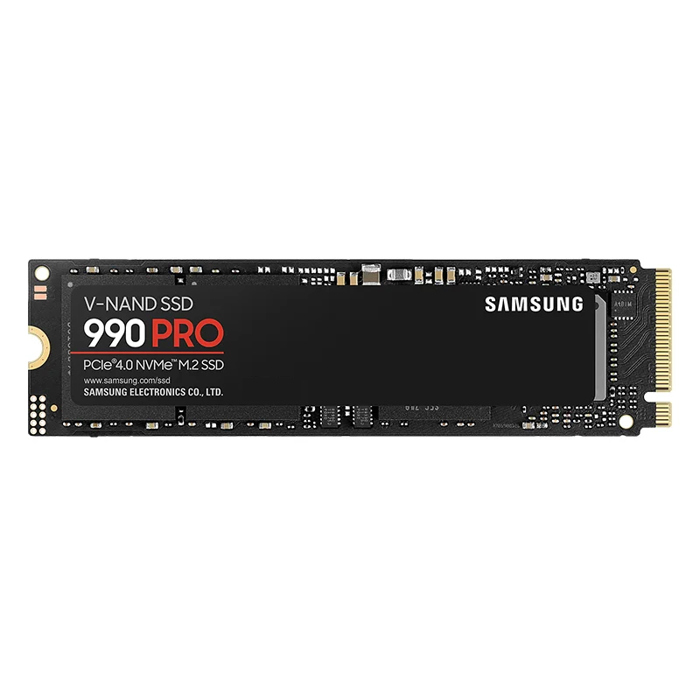 V-NAND SSD
990 PRO
PCIe®4.0 NVMe™ M.2 SSD
www.samsung.com/ssd
SAMSUNG ELECTRONICS CO., LTD.
SAMSUNG